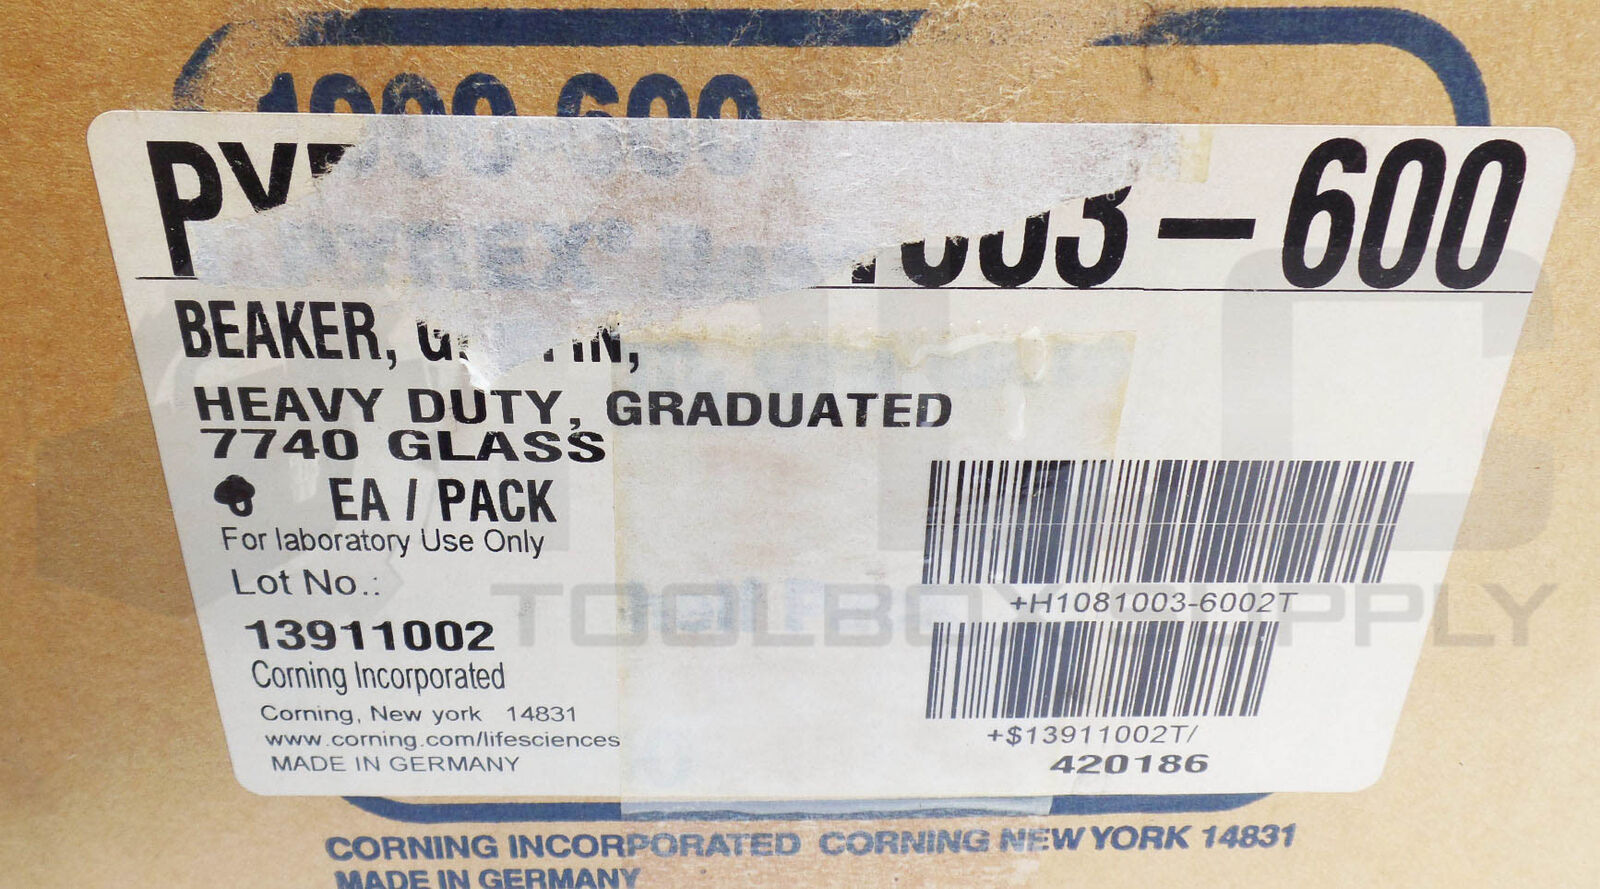 1000-600
003-600
BEAKER,
HEAVY DUTY, GRADUATED
7740 GLASS
EA / PACK
For laboratory Use Only
Lot No.:
13911002
Corning Incorporated
Corning, New york 14831
www.corning.com/lifesciences
MADE IN GERMANY
+H1081003-6002T
+$13911002T/
420186
TOOLBOX SUPPLY
CORNING INCORPORATED CORNING NEW YORK 14831
MADE IN GERMANY